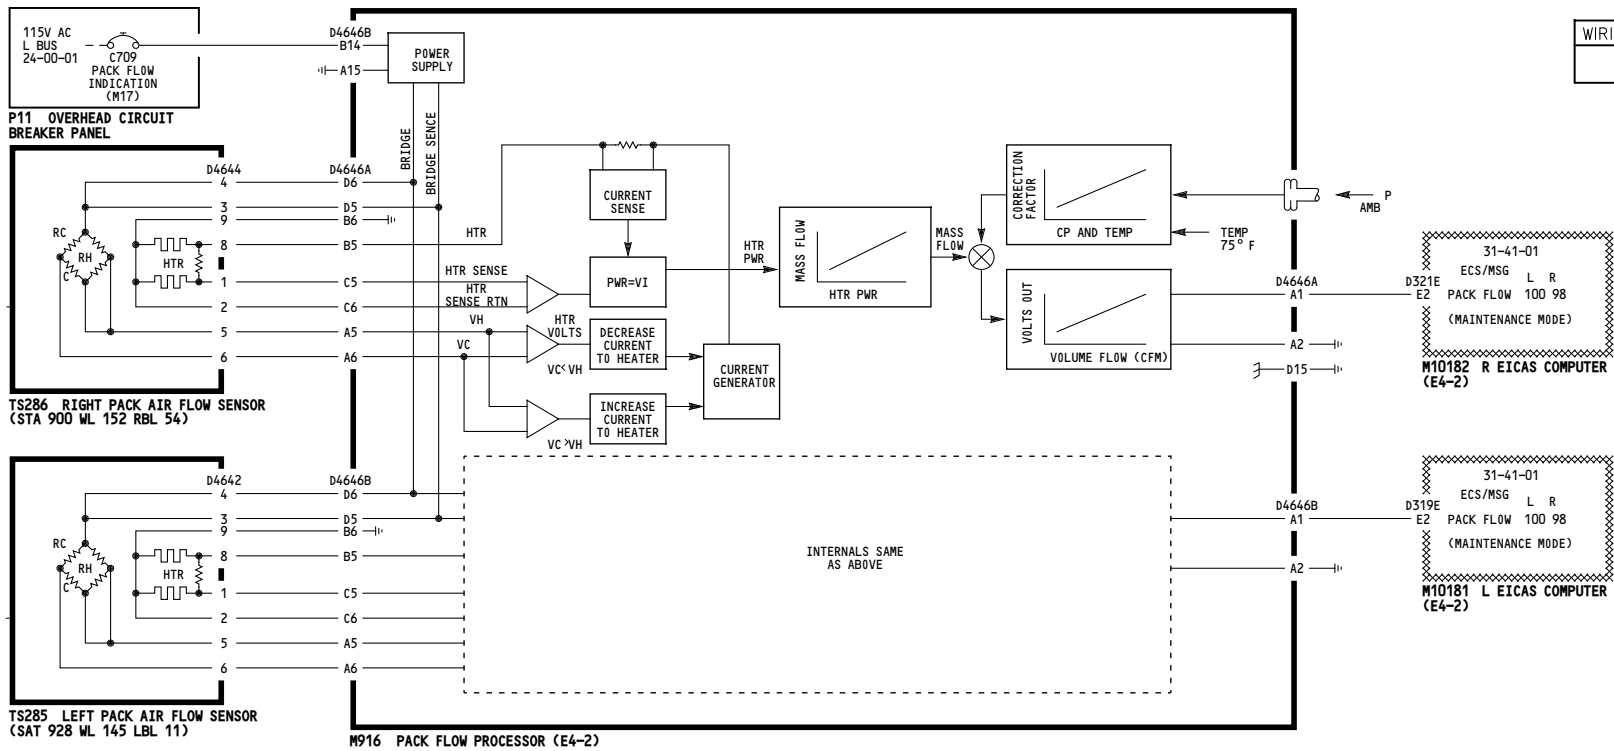 115V AC
L BUS
24-00-01
C709
PACK FLOW
INDICATION
(M17)
P11 OVERHEAD CIRCUIT
BREAKER PANEL
D4646B
B14
A15
POWER
SUPPLY
WIRI
BRIDGE
BRIDGE SENCE
D4644
D4646A
4
D6
3
D5
9
B6
8
B5
1
C5
2
C6
5
A5
6
A6
RC
RH
C
HTR
TS286 RIGHT PACK AIR FLOW SENSOR
(STA 900 WL 152 RBL 54)
HTR
HTR SENSE
HTR
SENSE RTN
VH
VC
HTR
VOLTS
VC< VH
VC >VH
CURRENT
SENSE
PWR=VI
DECREASE
CURRENT
TO HEATER
INCREASE
CURRENT
TO HEATER
CURRENT
GENERATOR
HTR
PWR
MASS FLOW
HTR PWR
MASS
FLOW
CORRECTION
FACTOR
CP AND TEMP
VOLTS OUT
VOLUME FLOW (CFM)
P
AMB
TEMP
75° F
D4646A
A1
A2
D15
D321E
E2
31-41-01
ECS/MSG
L R
PACK FLOW 100 98
(MAINTENANCE MODE)
M10182 R EICAS COMPUTER
(E4-2)
D4642
D4646B
4
D6
3
D5
9
B6
8
B5
1
C5
2
C6
5
A5
6
A6
RC
RH
C
HTR
TS285 LEFT PACK AIR FLOW SENSOR
(SAT 928 WL 145 LBL 11)
INTERNALS SAME
AS ABOVE
D4646B
A1
A2
D319E
E2
31-41-01
ECS/MSG
L R
PACK FLOW 100 98
(MAINTENANCE MODE)
M10181 L EICAS COMPUTER
(E4-2)
M916 PACK FLOW PROCESSOR (E4-2)